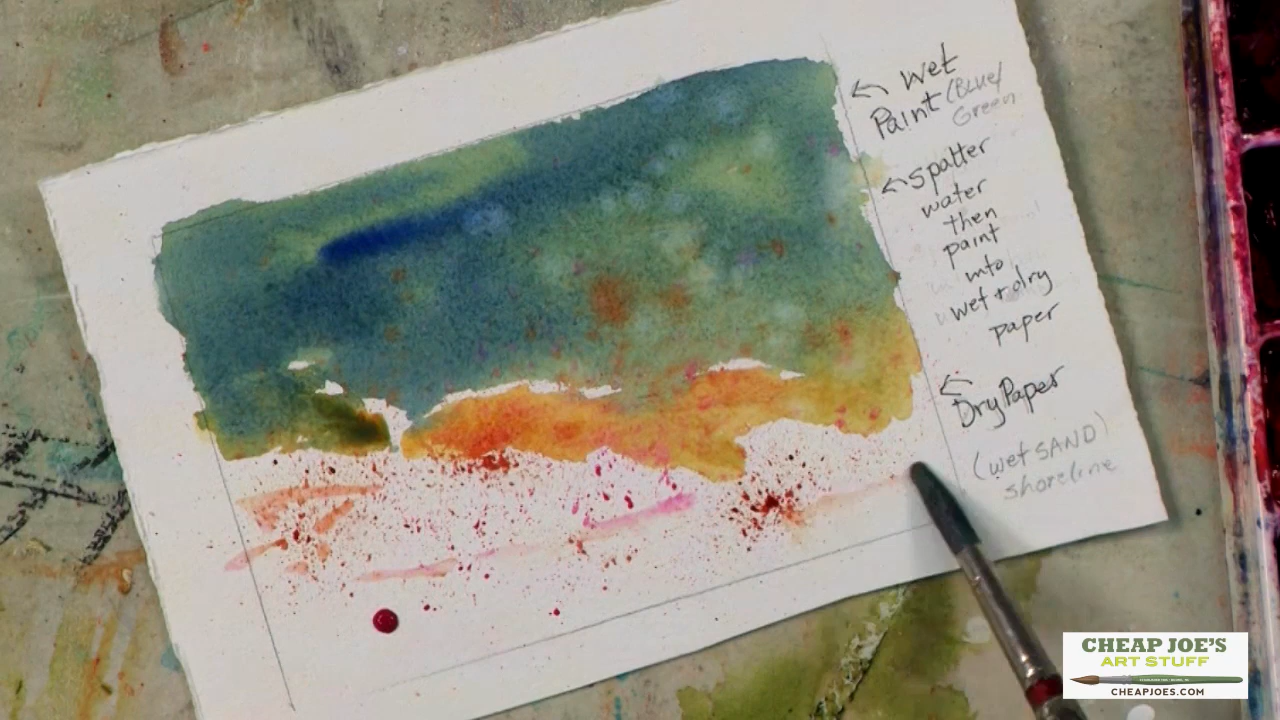 ← Wet
Paint (Blue/
Green
← Spatter
water
then
paint
into
wet + dry
paper
←
Dry Paper
(wet SAND)
shoreline
CHEAP JOE'S
ART STUFF
CHEAPJOES.COM